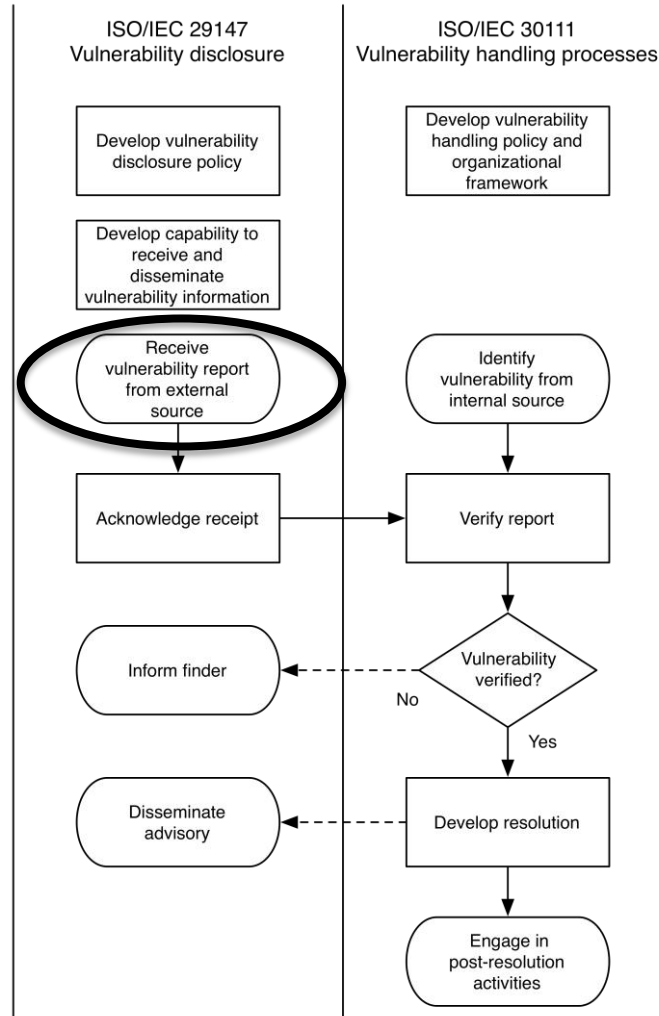 ISO/IEC 29147
Vulnerability disclosure
ISO/IEC 30111
Vulnerability handling processes
Develop vulnerability
disclosure policy
Develop vulnerability
handling policy and
organizational
framework
Develop capability to
receive and
disseminate
vulnerability information
Receive
vulnerability report
from external
source
Identify
vulnerability from
internal source
Acknowledge receipt
Verify report
Inform finder
Vulnerability
verified?
No
Yes
Disseminate
advisory
Develop resolution
Engage in
post-resolution
activities